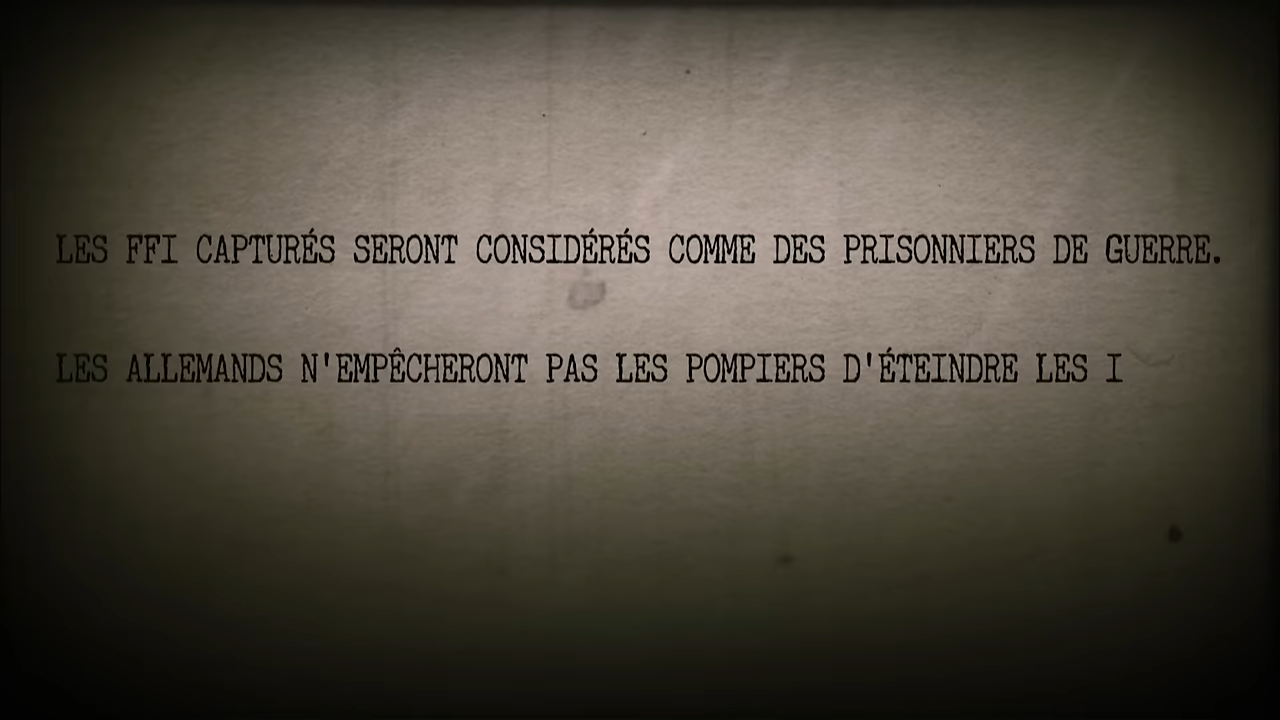 LES FFI CAPTURÉS SERONT CONSIDÉRÉS COMME DES PRISONNIERS DE GUERRE.
LES ALLEMANDS N'EMPÊCHERONT PAS LES POMPIERS D'ÉTEINDRE LES I